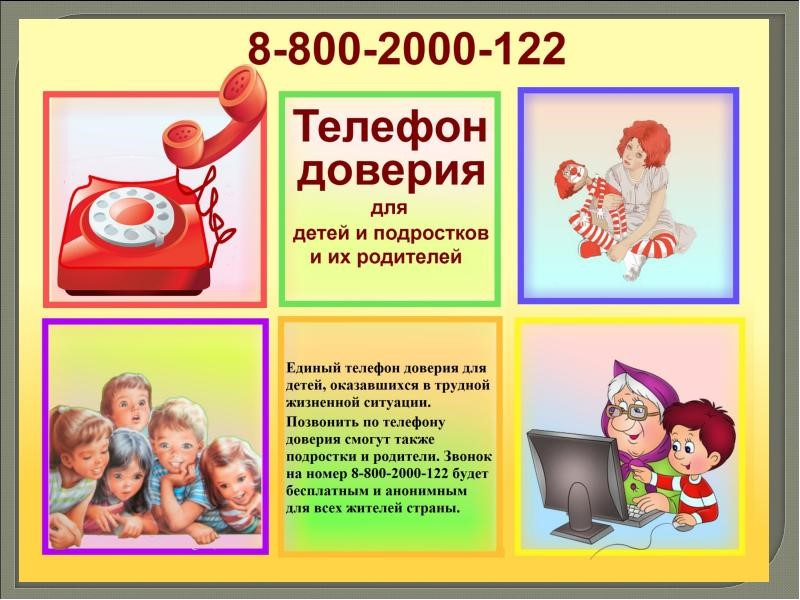 8-800-2000-122
Телефон
доверия
для
детей и подростков
и их родителей
Единый телефон доверия для
детей, оказавшихся в трудной
жизненной ситуации.
Позвонить по телефону
доверия смогут также
подростки и родители. Звонок
на номер 8-800-2000-122 будет
бесплатным и анонимным
для всех жителей страны.